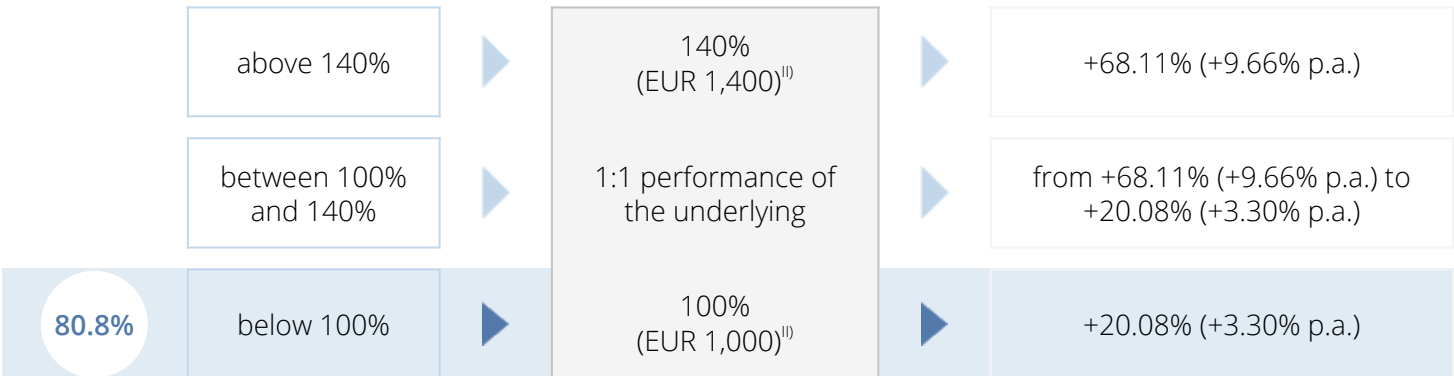 above 140%
140%
(EUR 1,400)II)
+68.11% (+9.66% p.a.)
between 100%
and 140%
1:1 performance of
the underlying
from +68.11% (+9.66% p.a.) to
+20.08% (+3.30% p.a.)
80.8%
below 100%
100%
(EUR 1,000)II)
+20.08% (+3.30% p.a.)